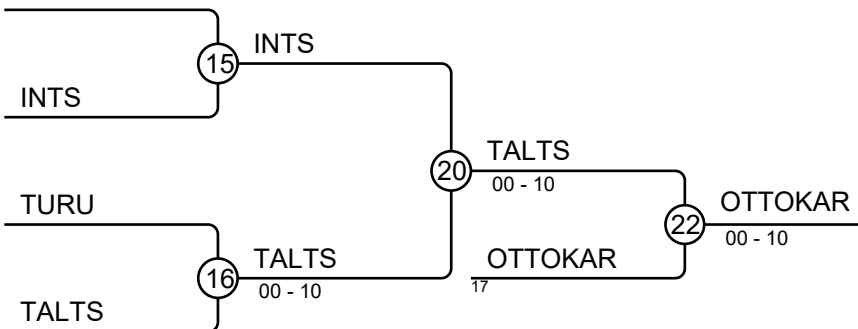 INTS
15
INTS
TURU
16
TALTS
00 - 10
TALTS
20
TALTS
00 - 10
OTTOKAR
17
22
OTTOKAR
00 - 10